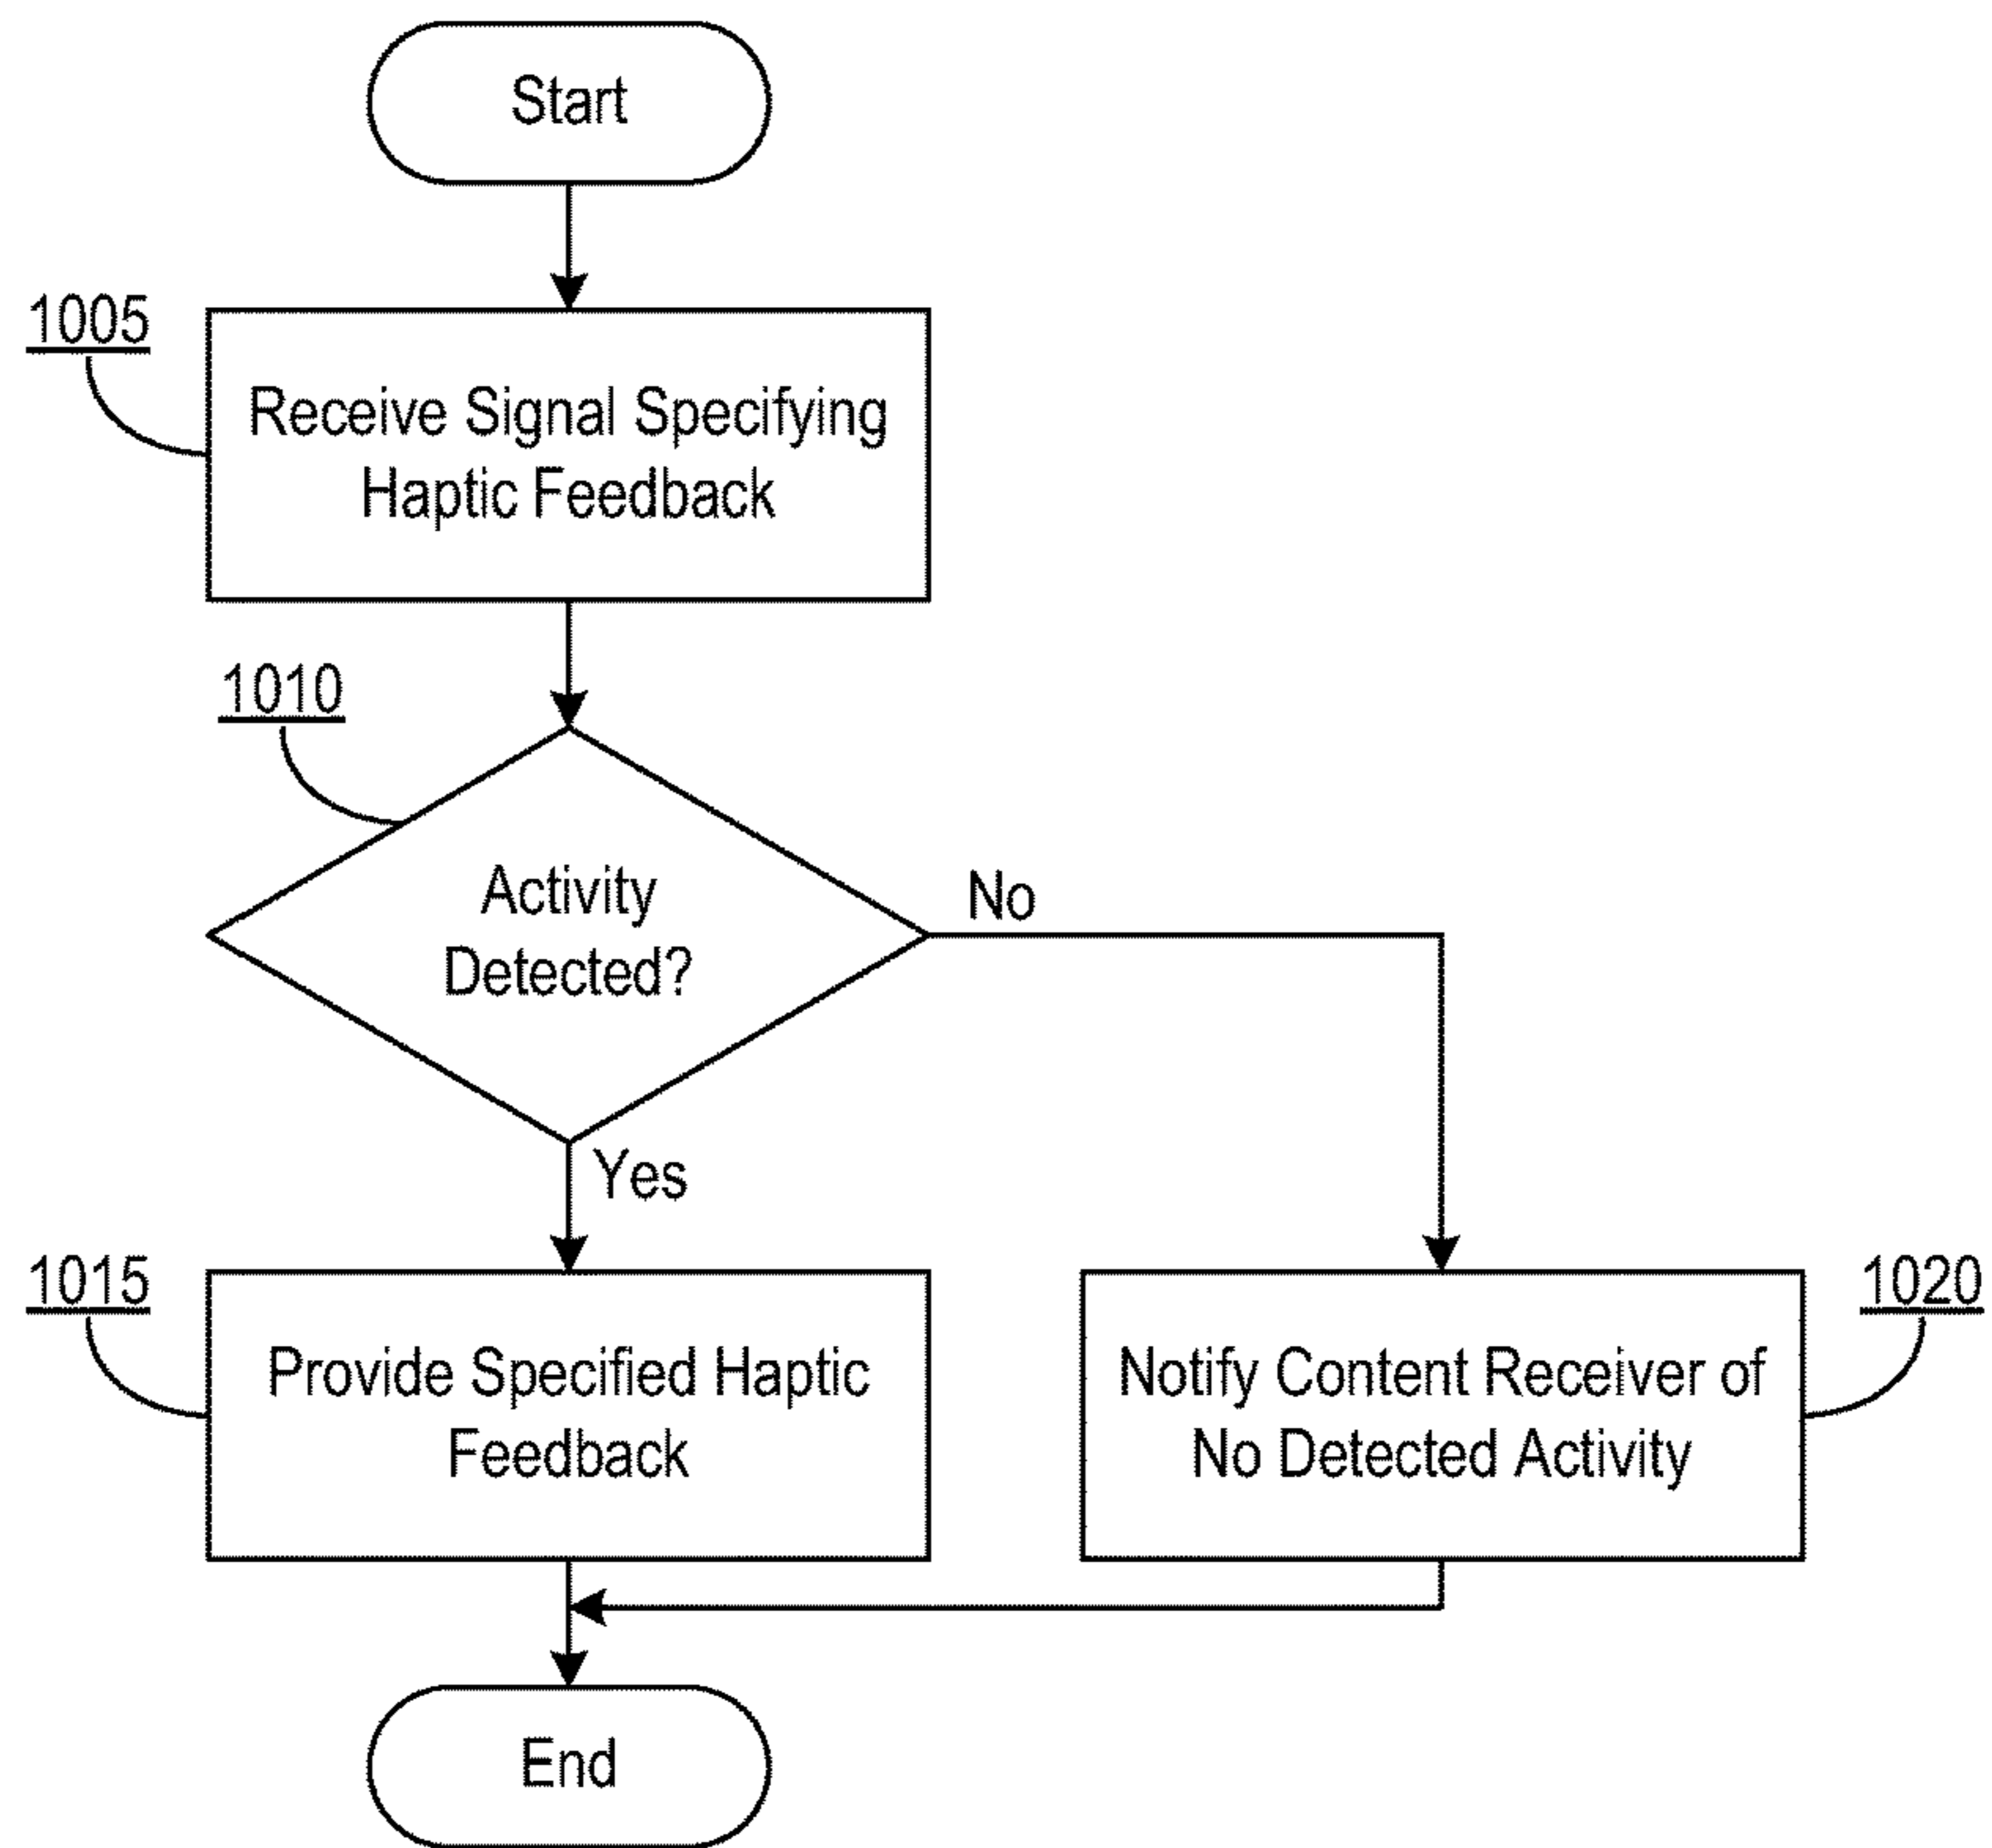 Start
1005
Receive Signal Specifying
Haptic Feedback
1010
Activity
Detected?
No
Yes
1015
Provide Specified Haptic
Feedback
1020
Notify Content Receiver of
No Detected Activity
End